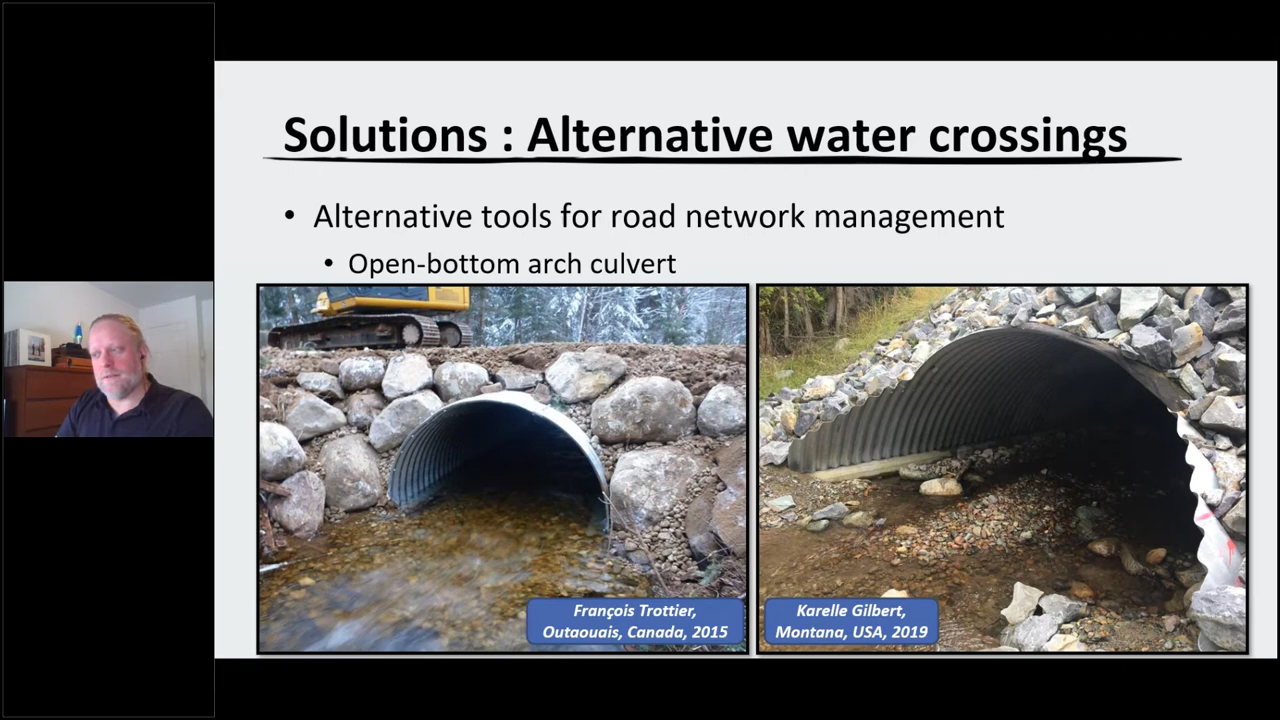 Solutions : Alternative water crossings
• Alternative tools for road network management
• Open-bottom arch culvert
François Trottier,
Outaouais, Canada, 2015
Karelle Gilbert,
Montana, USA, 2019